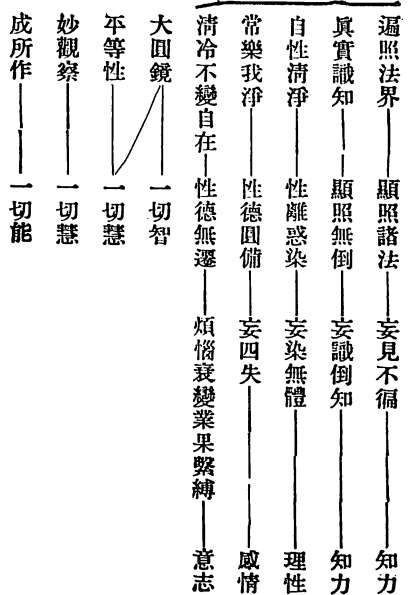 遍照法界——顯照諸法——妄見不徧——知力
眞實識知——顯照無倒——妄識倒知——知力
自性淸淨——性離惑染——妄染無體——理性
常樂我淨——性德圓備——妄四失——感情
淸冷不變自在——性德無遷——煩惱衰變業果繫縛——意志
大圓鏡——一切智
平等性——一切慧
妙觀察——一切慧
成所作——一切能